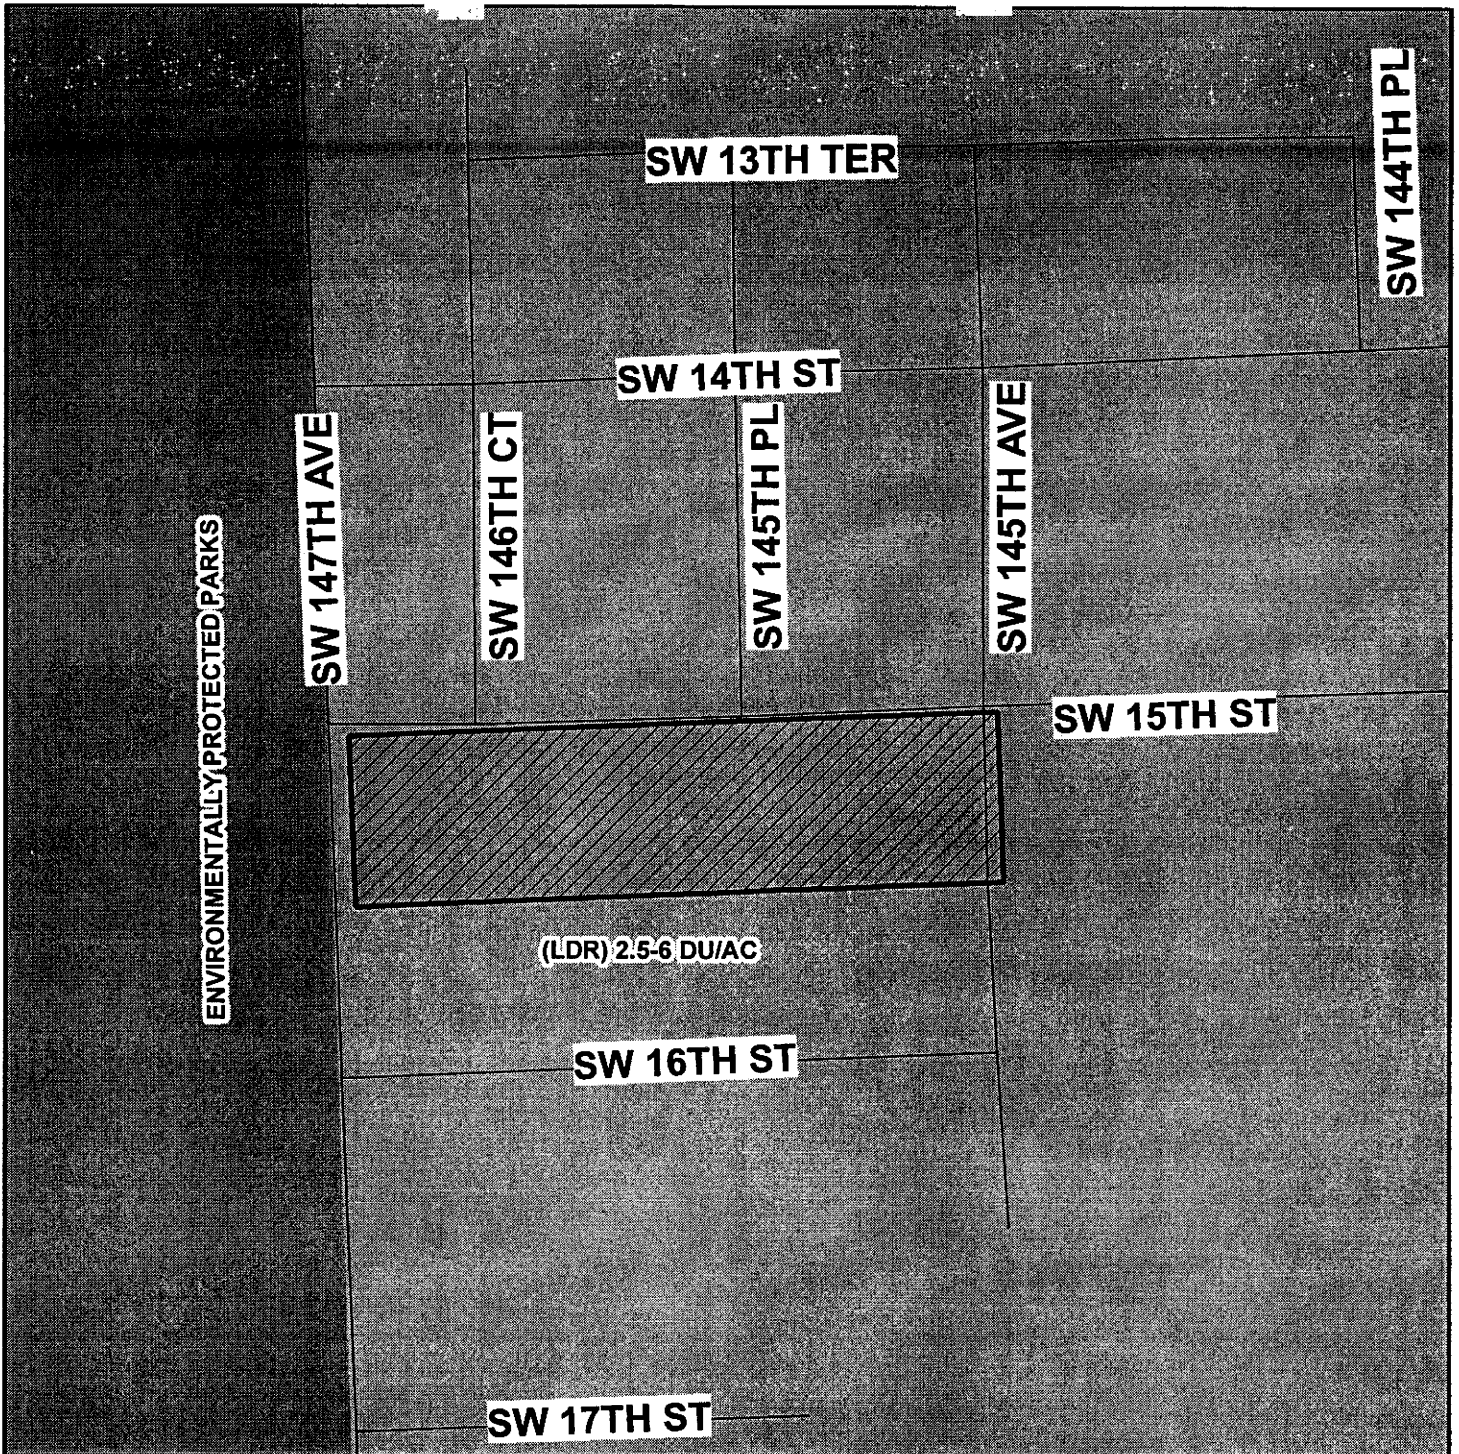 SW 144TH PL
SW 13TH TER
SW 14TH ST
SW 147TH AVE
SW 146TH CT
SW 145TH PL
SW 145TH AVE
ENVIRONMENTALLY PROTECTED PARKS
SW 15TH ST
(LDR) 2.5-6 DU/AC
SW 16TH ST
SW 17TH ST